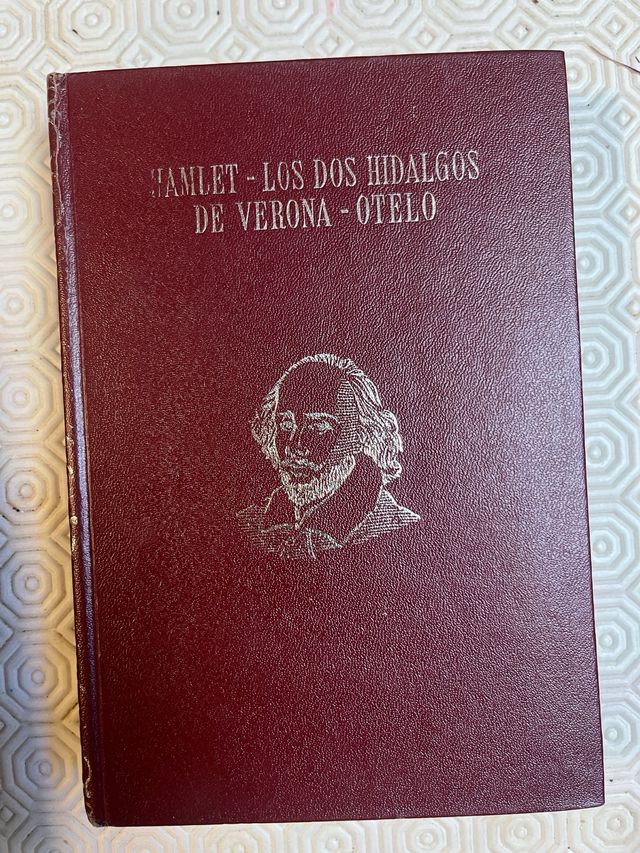 HAMLET - LOS DOS HIDALGOS
DE VERONA - OTELO